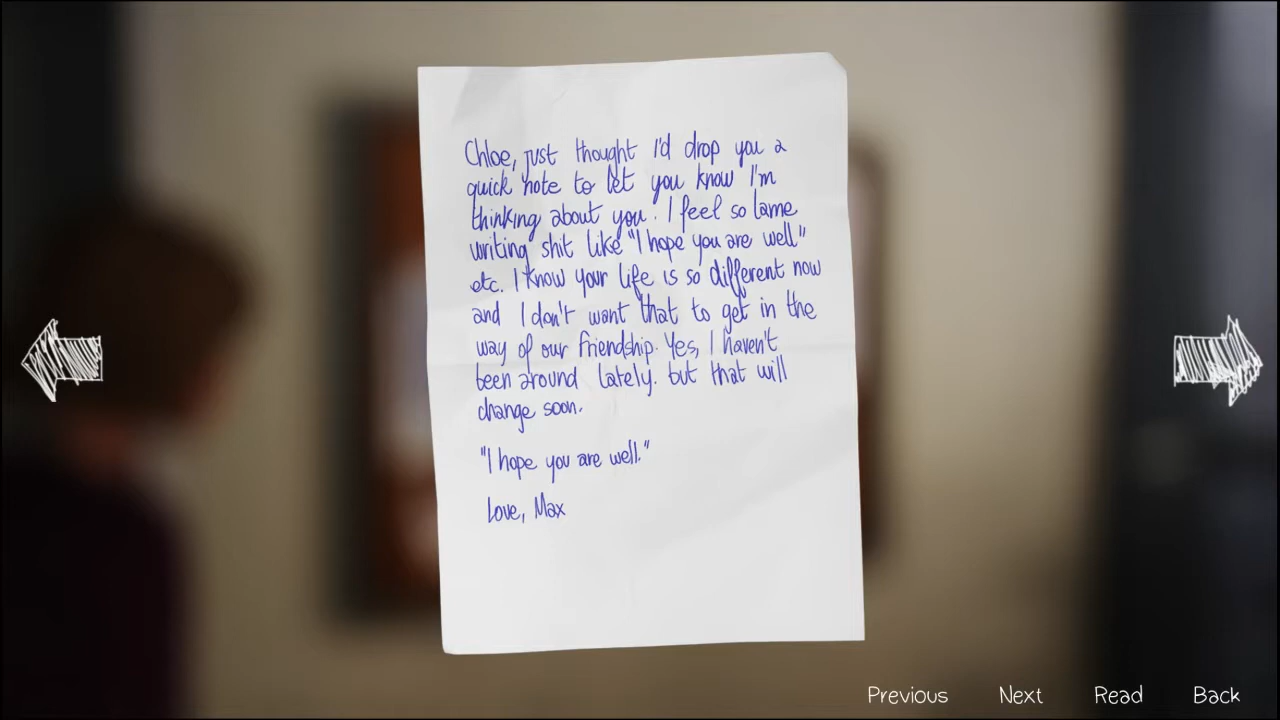 Chloe, just thought I'd drop you a
quick note to let you know I'm
thinking about you. I feel so lame
writing shit like "I hope you are well"
etc. I know your life is so different now
and I don't want that to get in the
way of our friendship. Yes, I haven't
been around lately. but that will
change soon.
"I hope you are well."
Love, Max
Previous Next Read Back